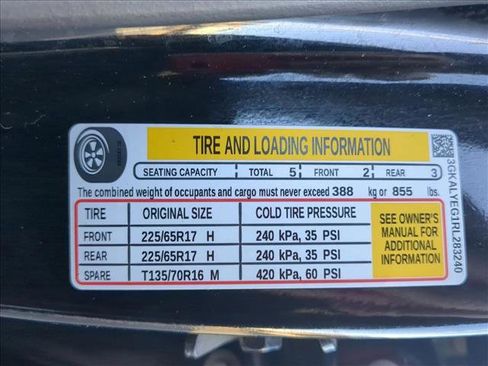 TIRE AND LOADING INFORMATION
SEATING CAPACITY TOTAL 5 FRONT 2 REAR 3
The combined weight of occupants and cargo must never exceed 388 kg or 855 lbs.
TIRE ORIGINAL SIZE COLD TIRE PRESSURE
FRONT 225/65R17 H 240 kPa, 35 PSI
REAR 225/65R17 H 240 kPa, 35 PSI
SPARE T135/70R16 M 420 kPa, 60 PSI
SEE OWNER'S
MANUAL FOR
ADDITIONAL
INFORMATION
3GKALYEG1RL283240